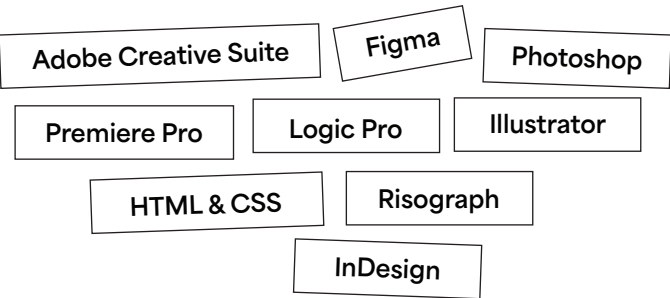 Adobe Creative Suite
Figma
Photoshop
Premiere Pro
Logic Pro
Illustrator
HTML & CSS
Risograph
InDesign